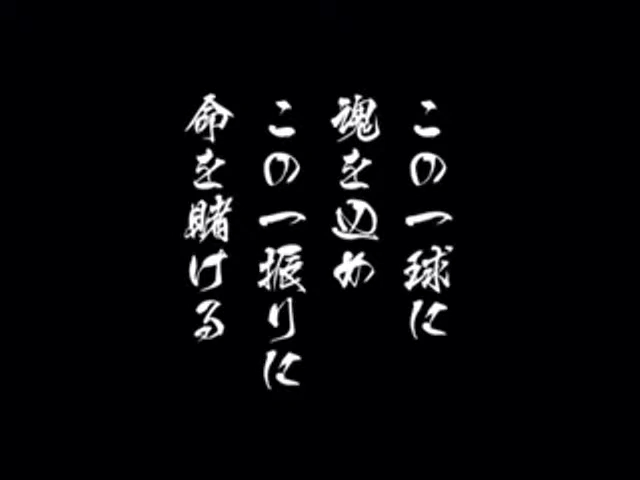 この一球に
魂を込め
この一振りに
命を賭ける